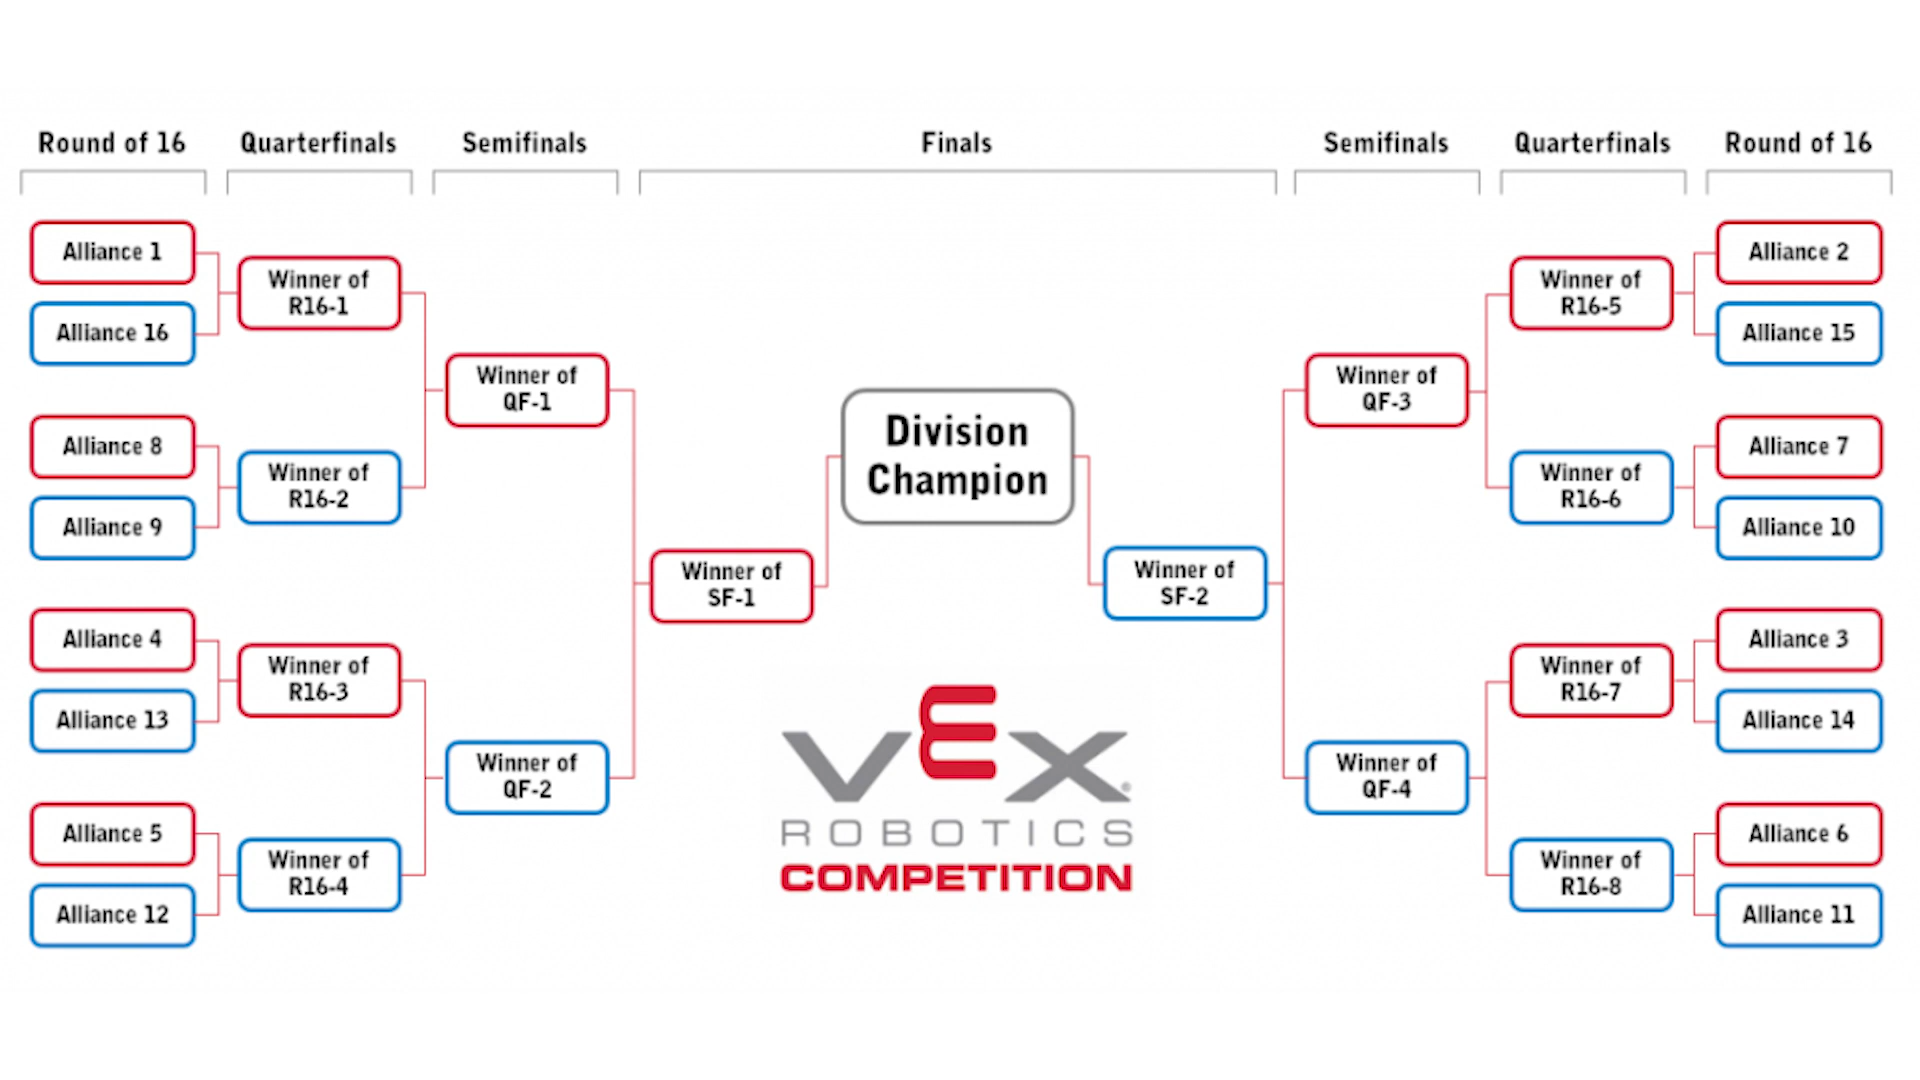 Round of 16
Quarterfinals
Semifinals
Finals
Semifinals
Quarterfinals
Round of 16
Alliance 1
Alliance 16
Alliance 8
Alliance 9
Alliance 4
Alliance 13
Alliance 5
Alliance 12
Winner of
R16-1
Winner of
R16-2
Winner of
R16-3
Winner of
R16-4
Winner of
QF-1
Winner of
QF-2
Winner of
SF-1
Division
Champion
VEX
ROBOTICS
COMPETITION
Winner of
SF-2
Winner of
QF-3
Winner of
QF-4
Winner of
R16-5
Winner of
R16-6
Winner of
R16-7
Winner of
R16-8
Alliance 2
Alliance 15
Alliance 7
Alliance 10
Alliance 3
Alliance 14
Alliance 6
Alliance 11